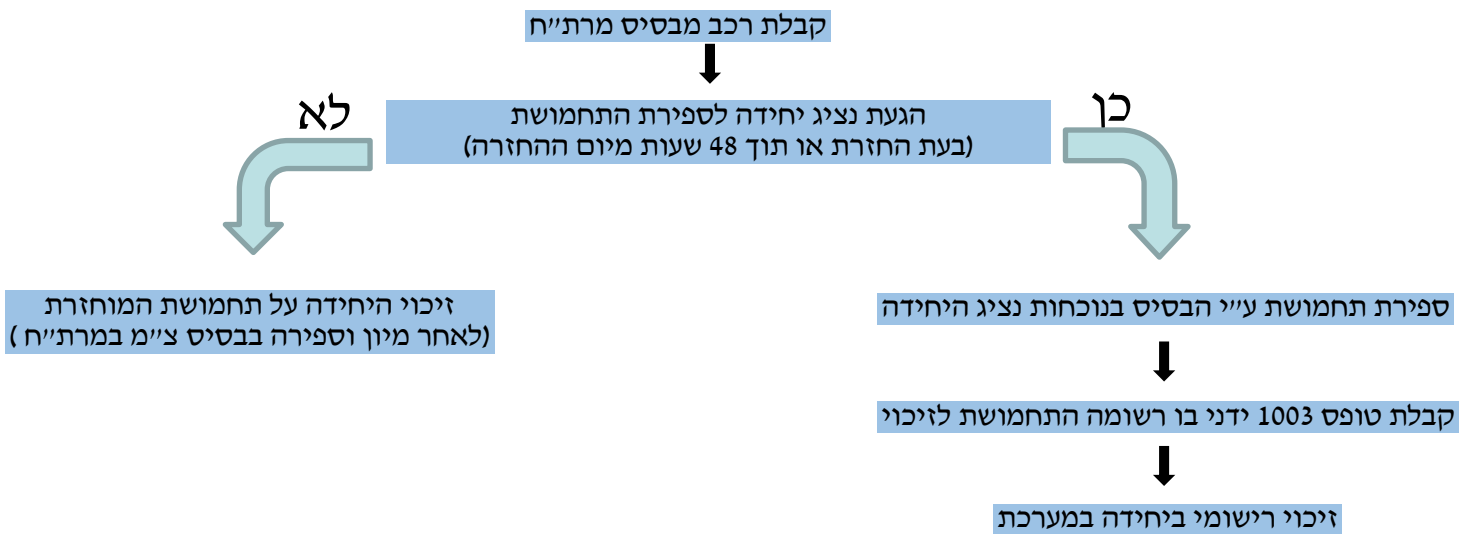 קבלת רכב מבסיס מרת״ח
כן
לא
הגעת נציג יחידה לספירת התחמושת
(בעת החזרת או תוך 48 שעות מיום ההחזרה)
ספירת תחמושת ע״י הבסיס בנוכחות נציג היחידה
קבלת טופס 1003 ידני בו רשומה התחמושת לזיכוי
זיכוי רישומי ביחידה במערכת
זיכוי היחידה על תחמושת המוחזרת
(לאחר מיון וספירה בבסיס צ״מ במרת״ח )